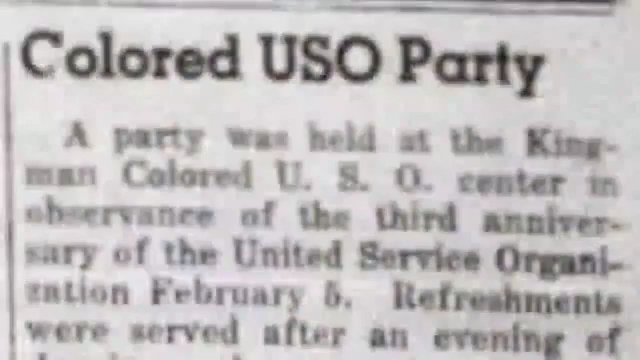 Colored USO Party
A party was held at the King-
man Colored U. S. O. center in
observance of the third anniver-
sary of the United Service Organi-
zation February 5. Refreshments
were served after an evening of